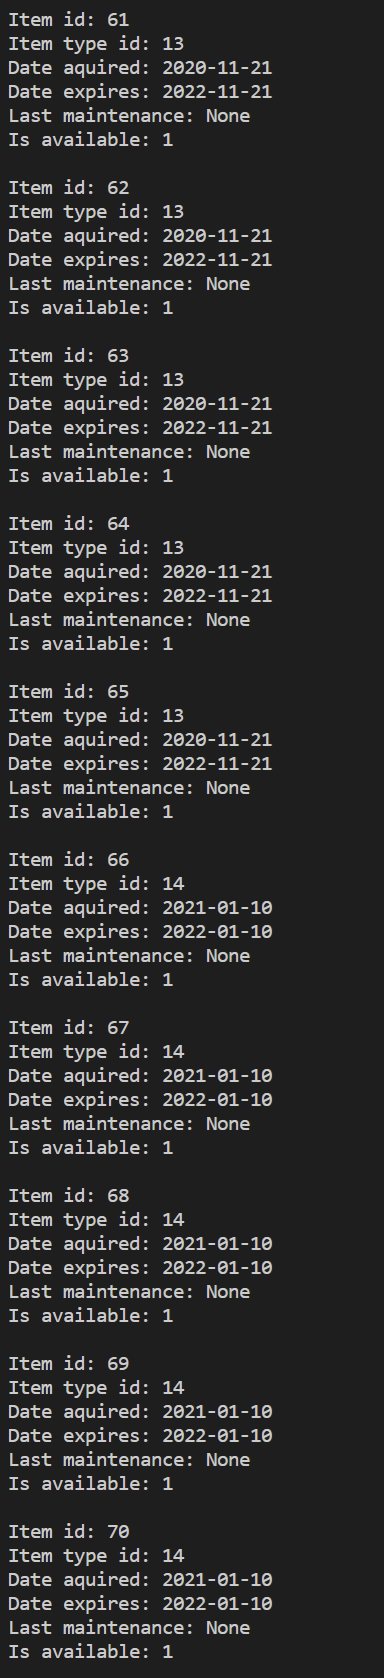 Item id: 61
Item type id: 13
Date aquired: 2020-11-21
Date expires: 2022-11-21
Last maintenance: None
Is available: 1

Item id: 62
Item type id: 13
Date aquired: 2020-11-21
Date expires: 2022-11-21
Last maintenance: None
Is available: 1

Item id: 63
Item type id: 13
Date aquired: 2020-11-21
Date expires: 2022-11-21
Last maintenance: None
Is available: 1

Item id: 64
Item type id: 13
Date aquired: 2020-11-21
Date expires: 2022-11-21
Last maintenance: None
Is available: 1

Item id: 65
Item type id: 13
Date aquired: 2020-11-21
Date expires: 2022-11-21
Last maintenance: None
Is available: 1

Item id: 66
Item type id: 14
Date aquired: 2021-01-10
Date expires: 2022-01-10
Last maintenance: None
Is available: 1

Item id: 67
Item type id: 14
Date aquired: 2021-01-10
Date expires: 2022-01-10
Last maintenance: None
Is available: 1

Item id: 68
Item type id: 14
Date aquired: 2021-01-10
Date expires: 2022-01-10
Last maintenance: None
Is available: 1

Item id: 69
Item type id: 14
Date aquired: 2021-01-10
Date expires: 2022-01-10
Last maintenance: None
Is available: 1

Item id: 70
Item type id: 14
Date aquired: 2021-01-10
Date expires: 2022-01-10
Last maintenance: None
Is available: 1